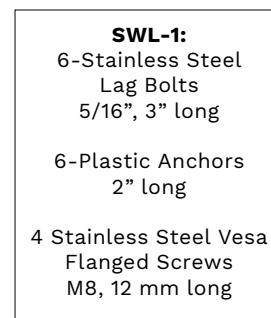 SWL-1:
6-Stainless Steel
Lag Bolts
5/16”, 3” long
6-Plastic Anchors
2” long
4 Stainless Steel Vesa
Flanged Screws
M8, 12 mm long